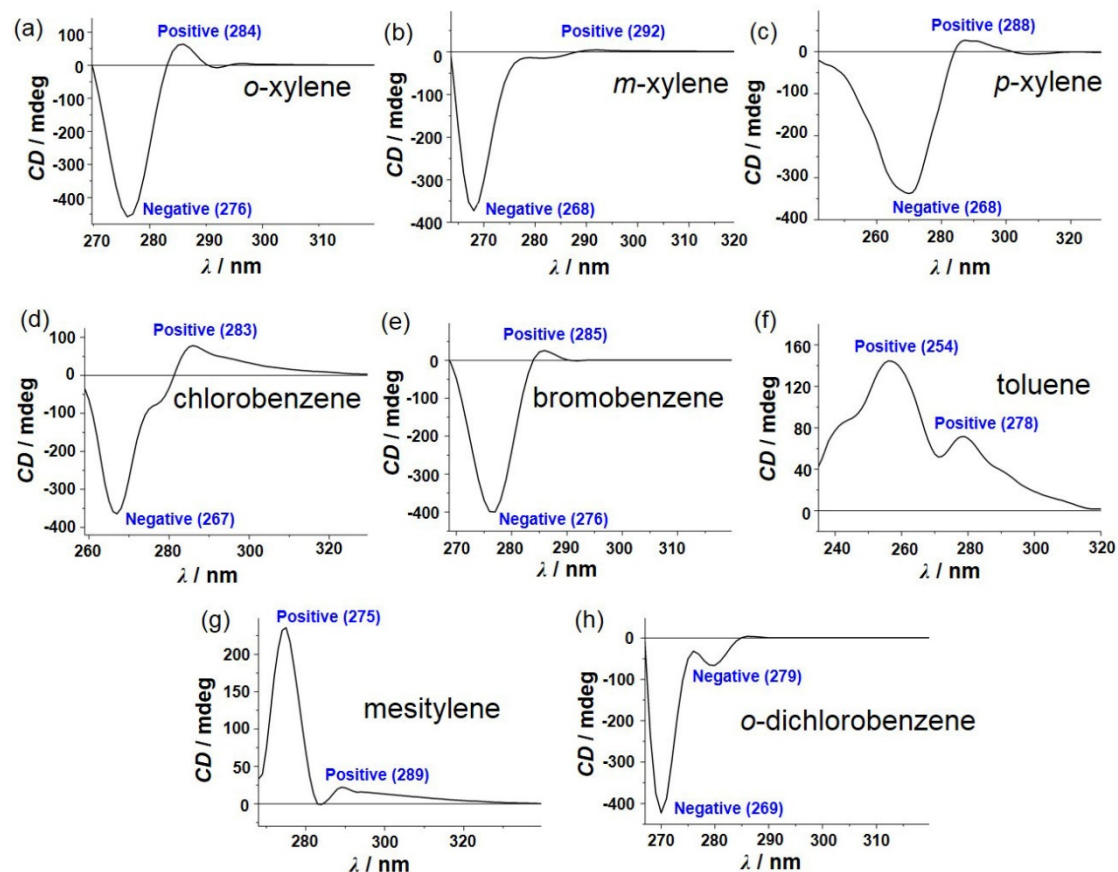 (a)
Positive (284)
100
0
-100
-200
-300
-400
CD / mdeg
o-xylene
Negative (276)
270 280 290 300 310
λ / nm
(b)
Positive (292)
0
-100
-200
-300
-400
CD / mdeg
m-xylene
Negative (268)
270 280 290 300 310 319
λ / nm
(c)
Positive (288)
100
0
-100
-200
-300
-400
CD / mdeg
p-xylene
Negative (268)
260 280 300 320
λ / nm
(d)
Positive (283)
100
0
-100
-200
-300
-400
CD / mdeg
chlorobenzene
Negative (267)
260 280 300 320
λ / nm
(e)
Positive (285)
0
-100
-200
-300
-400
CD / mdeg
bromobenzene
Negative (276)
270 280 290 300 310
λ / nm
(f)
Positive (254)
160
120
80
40
0
CD / mdeg
toluene
Positive (278)
240 260 280 300 320
λ / nm
(g)
Positive (275)
200
150
100
50
0
CD / mdeg
mesitylene
Positive (289)
280 300 320
λ / nm
(h)
0
-100
-200
-300
-400
CD / mdeg
Negative (279)
o-dichlorobenzene
Negative (269)
270 280 290 300 310
λ / nm